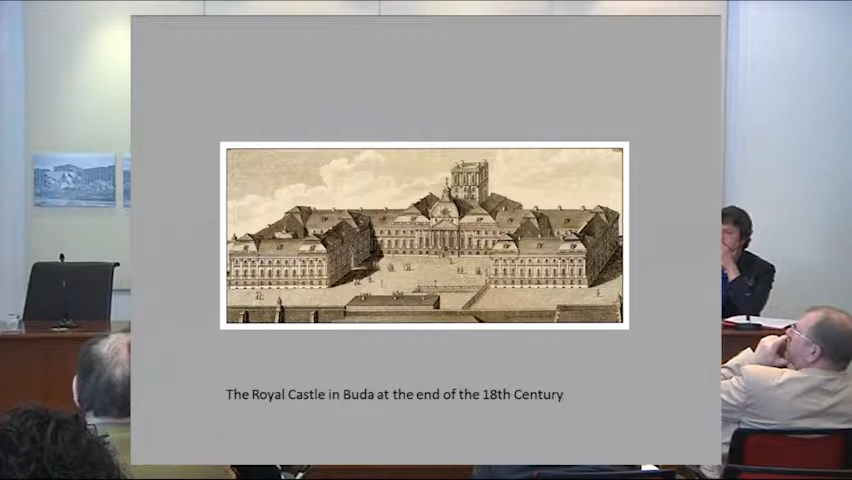 The Royal Castle in Buda at the end of the 18th Century